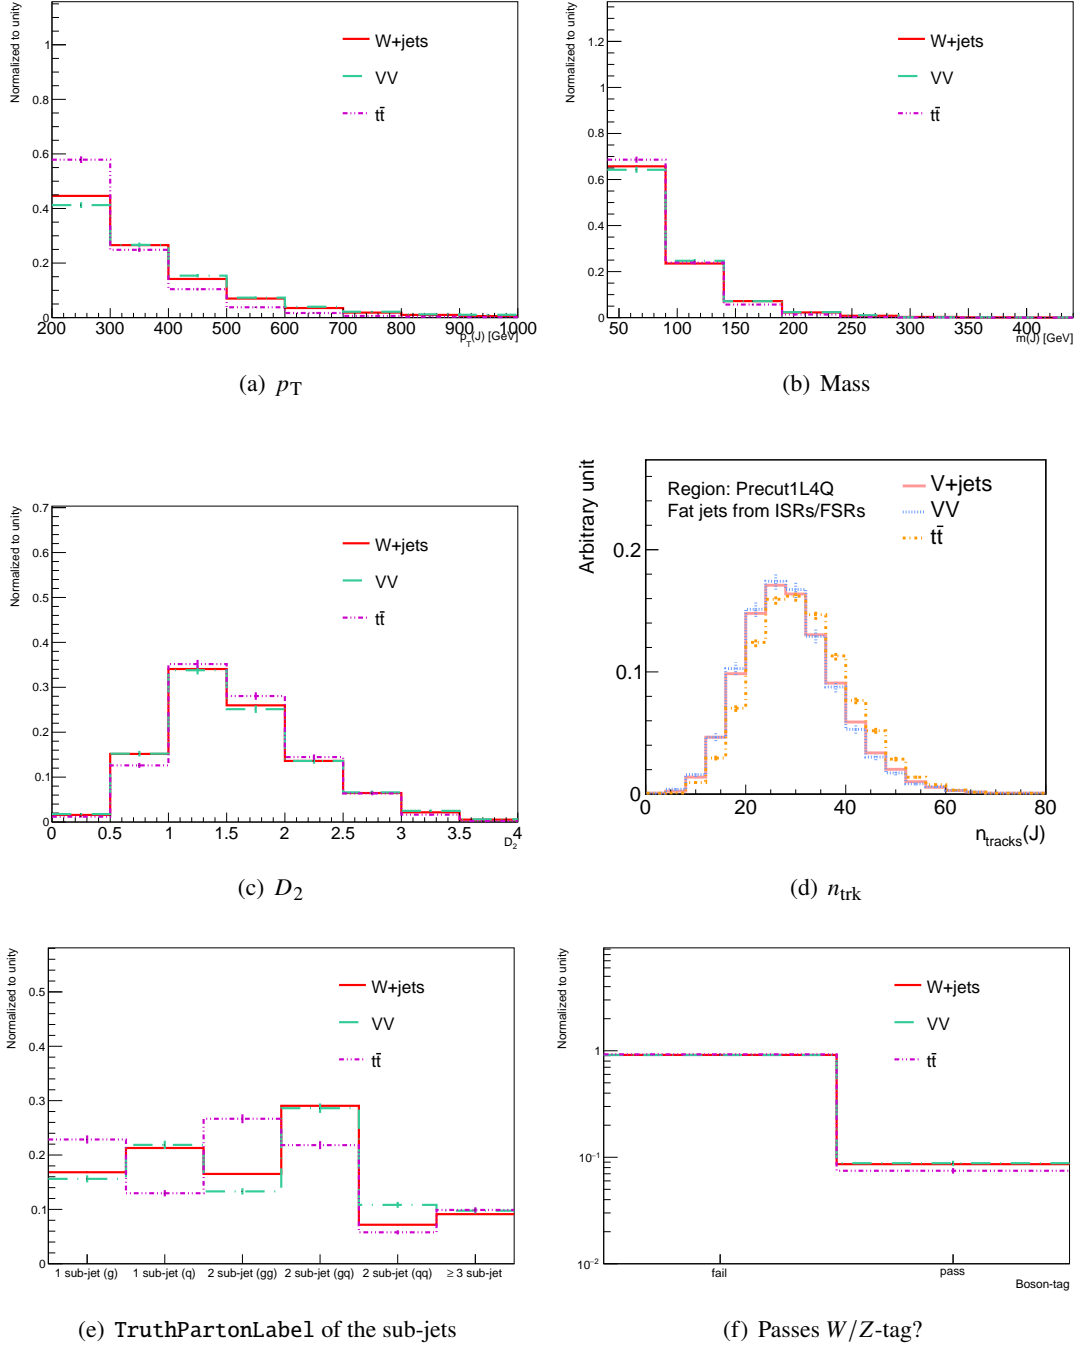 Normalized to unity
1
0.8
0.6
0.4
0.2
0
W+jets
VV
tt̄
200 300 400 500 600 700 800 900 1000
p_T(J) [GeV]
(a) p_T
Normalized to unity
1.2
1
0.8
0.6
0.4
0.2
0
W+jets
VV
tt̄
50 100 150 200 250 300 350 400
m(J) [GeV]
(b) Mass
Normalized to unity
0.7
0.6
0.5
0.4
0.3
0.2
0.1
0
W+jets
VV
tt̄
0 0.5 1 1.5 2 2.5 3 3.5 4
D_2
(c) D_2
Arbitrary unit
0.2
0.1
0
Region: Precut1L4Q
Fat jets from ISRs/FSRs
V+jets
VV
tt̄
0 20 40 60 80
n_tracks(J)
(d) n_trk
Normalized to unity
0.5
0.4
0.3
0.2
0.1
0
W+jets
VV
tt̄
1 sub-jet (g) 1 sub-jet (q) 2 sub-jet (gg) 2 sub-jet (gq) 2 sub-jet (qq) ≥ 3 sub-jet
(e) TruthPartonLabel of the sub-jets
Normalized to unity
1
10⁻¹
10⁻²
W+jets
VV
tt̄
fail pass
Boson-tag
(f) Passes W/Z-tag?